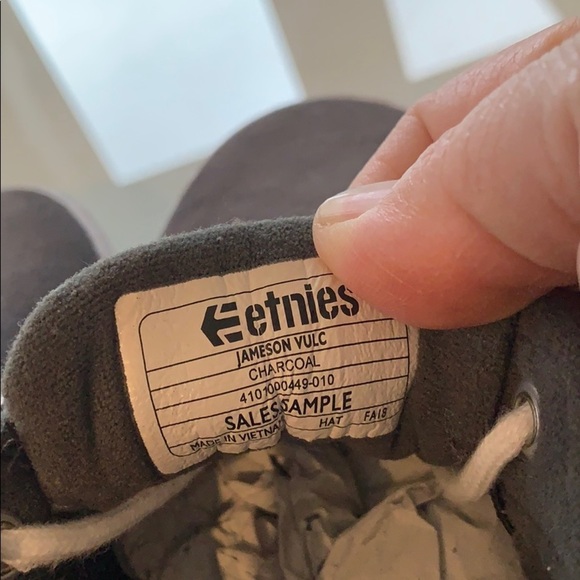 etnies
JAMESON VULC
CHARCOAL
4101000449-010
SALES SAMPLE
MADE IN VIETNAM HAT FA18